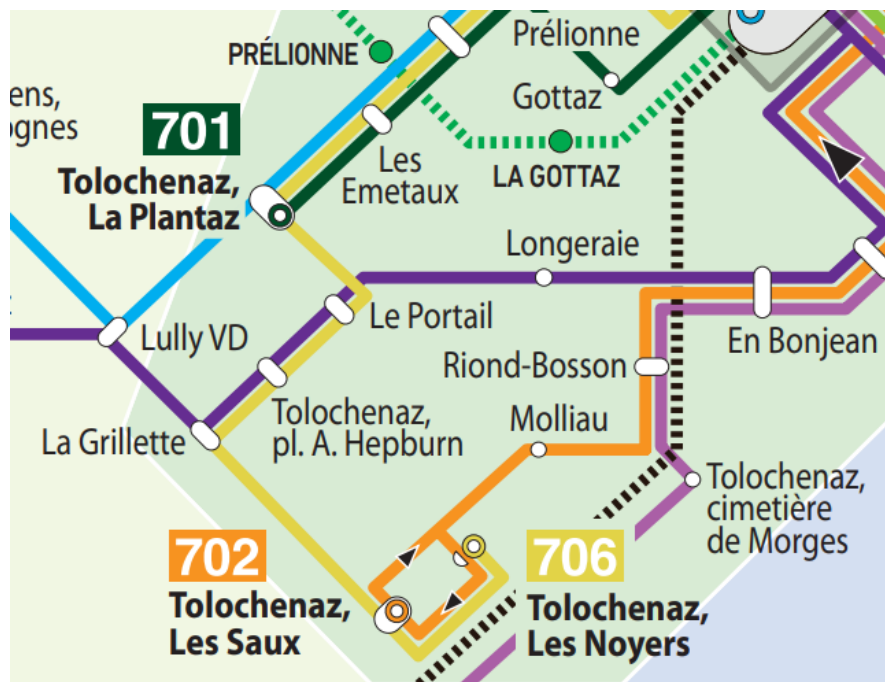 PRÉLIONNE
Prélionne
Gottaz
701
Tolochenaz,
La Plantaz
Les
Emetaux
LA GOTTAZ
Longeraie
Le Portail
Lully VD
En Bonjean
Riond-Bosson
Molliau
Tolochenaz,
pl. A. Hepburn
La Grillette
Tolochenaz,
cimetière
de Morges
702
Tolochenaz,
Les Saux
706
Tolochenaz,
Les Noyers